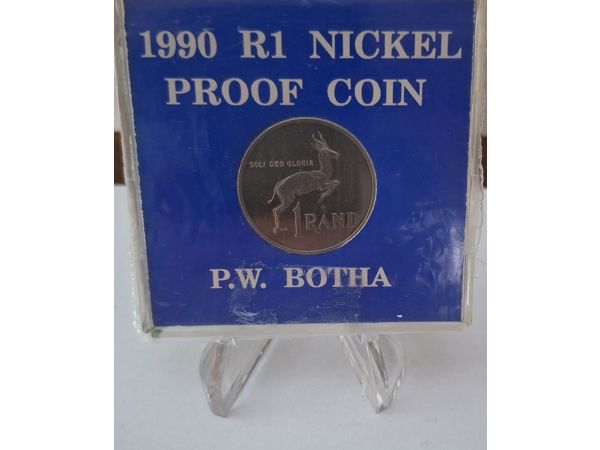 1990 R1 NICKEL
PROOF COIN
SOLI DEO GLORIA
1 RAND
P.W. BOTHA